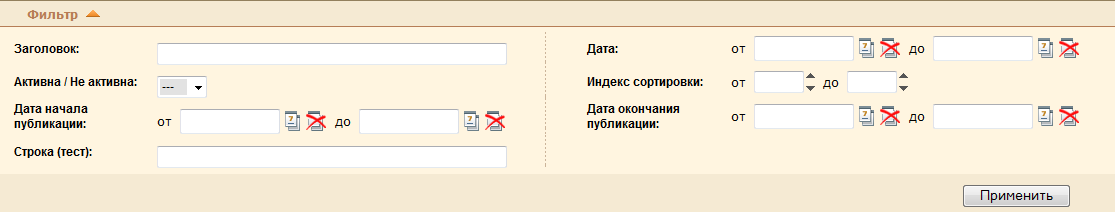 Фильтр
Заголовок:
Активна / Не активна: ---
Дата начала
публикации: от до
Строка (тест):
Дата: от до
Индекс сортировки: от до
Дата окончания
публикации: от до
Применить